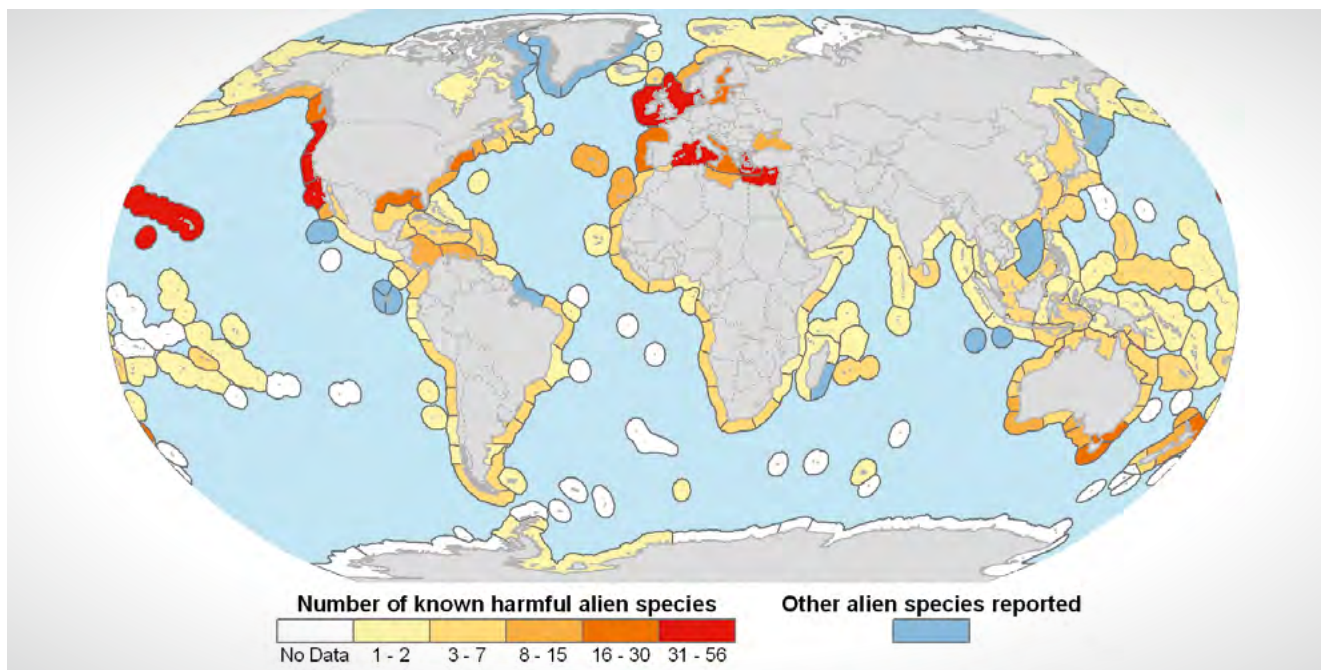 Number of known harmful alien species
Other alien species reported
No Data 1 - 2 3 - 7 8 - 15 16 - 30 31 - 56